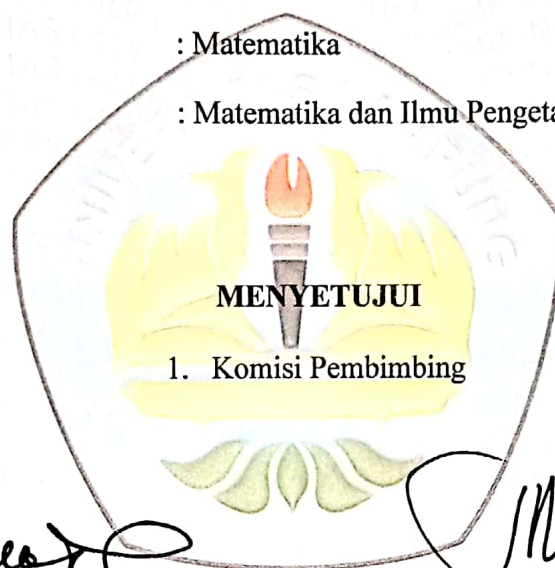 : Matematika
: Matematika dan Ilmu Pengeta
MENYETUJUI
1. Komisi Pembimbing